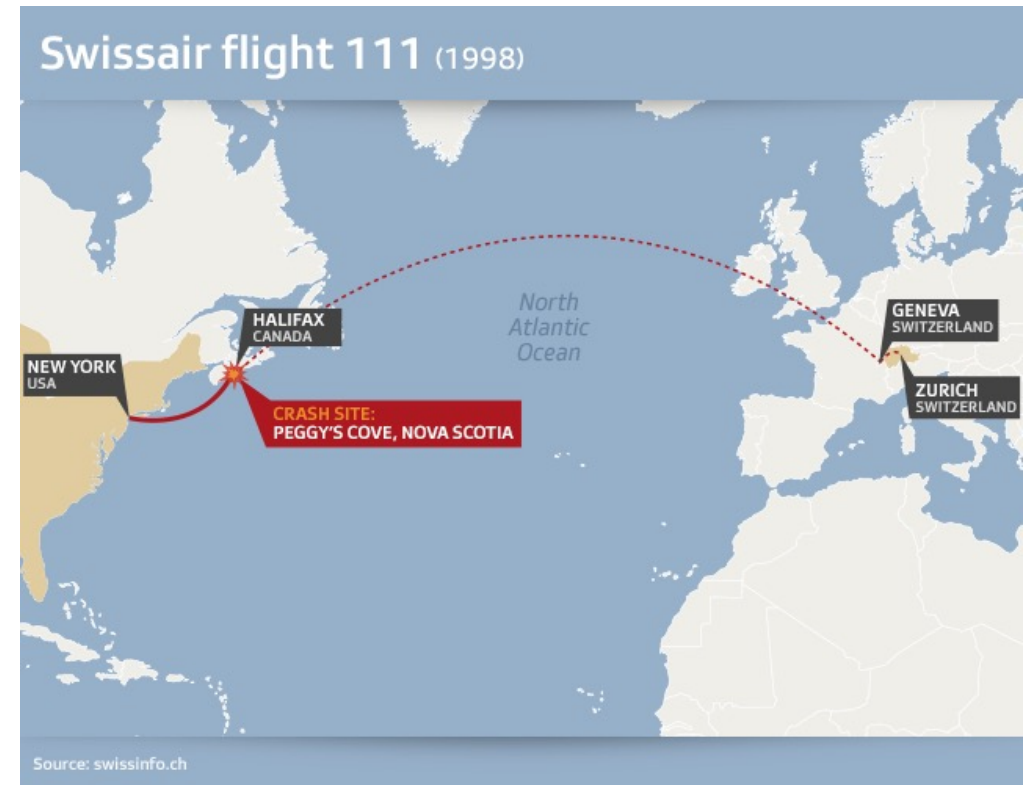 Swissair flight 111 (1998)
North
Atlantic
Ocean
HALIFAX
CANADA
NEW YORK
USA
CRASH SITE:
PEGGY'S COVE, NOVA SCOTIA
GENEVA
SWITZERLAND
ZURICH
SWITZERLAND
Source: swissinfo.ch